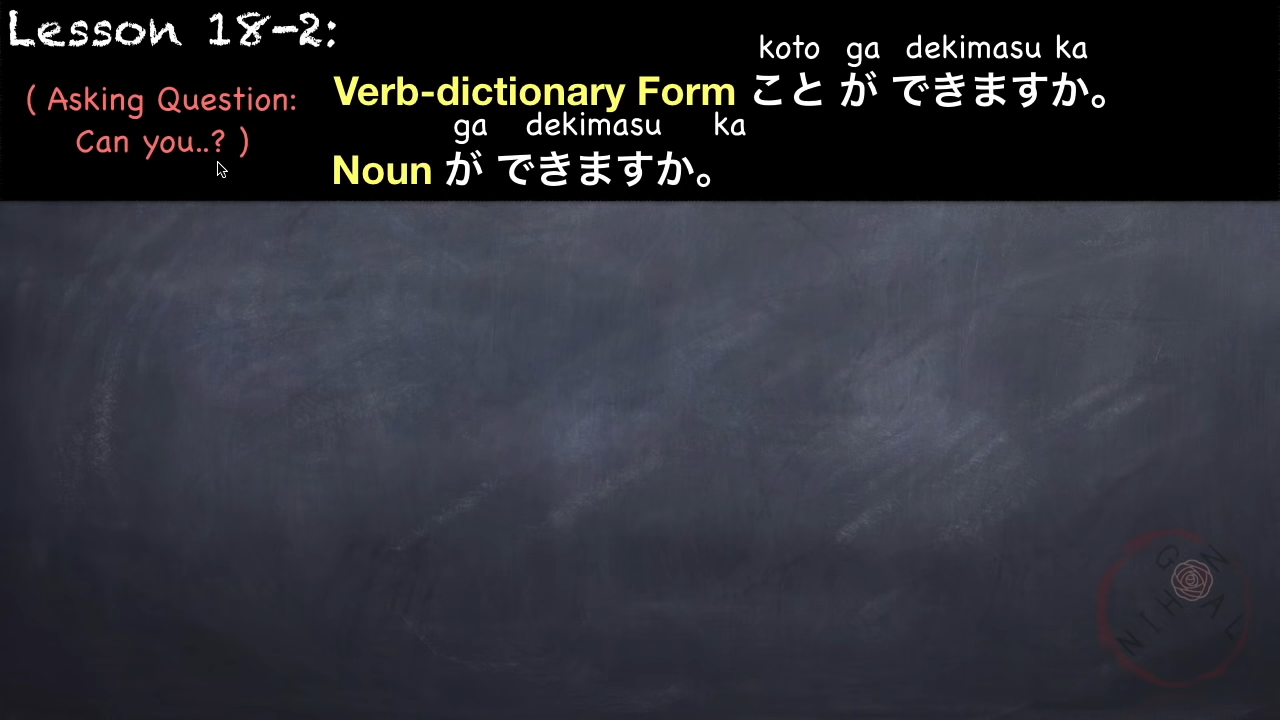 Lesson 18-2:
( Asking Question:
Can you..? )
koto ga dekimasu ka
Verb-dictionary Form こと が できますか。
ga dekimasu ka
Noun が できますか。
NIHONGAL